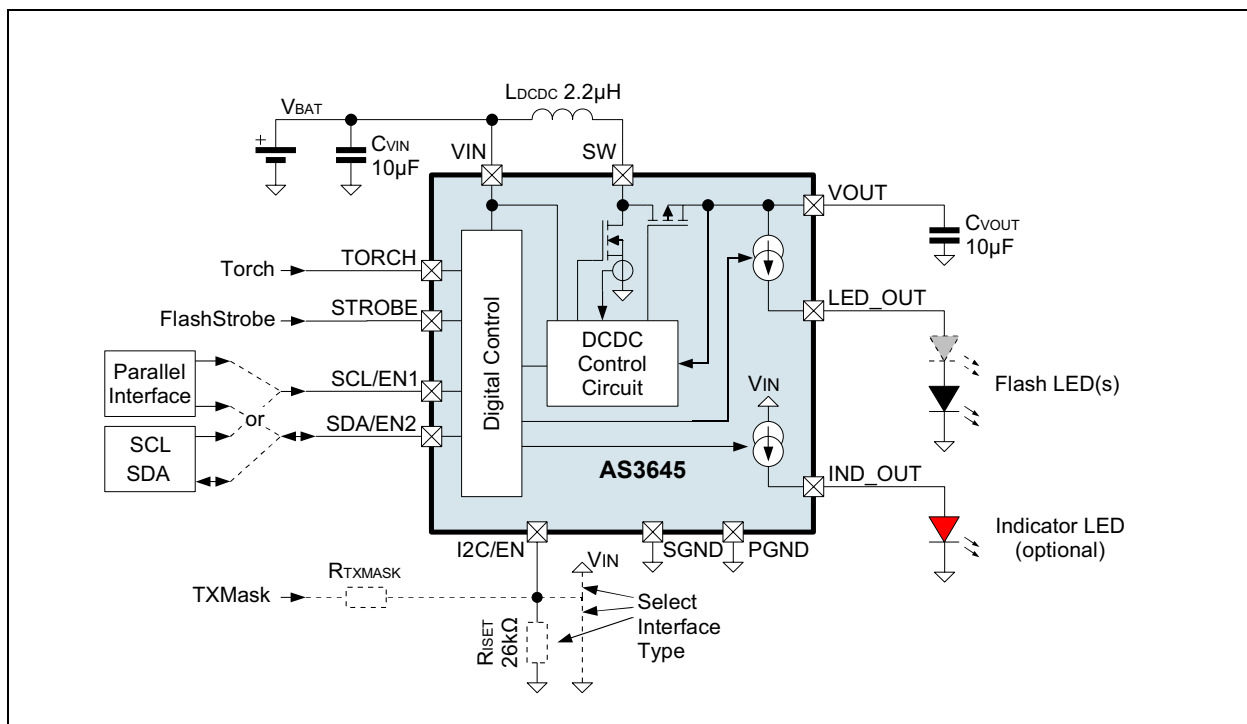 LDCDC 2.2µH
VBAT
+
CVIN
10µF
VIN
SW
VOUT
CVOUT
10µF
Torch
TORCH
FlashStrobe
STROBE
LED_OUT
Digital Control
DCDC
Control
Circuit
Parallel
Interface
SCL/EN1
or
SCL
SDA
SDA/EN2
VIN
Flash LED(s)
AS3645
IND_OUT
Indicator LED
(optional)
I2C/EN
SGND
PGND
VIN
RTXMASK
TXMask
RISET
26kΩ
Select
Interface
Type